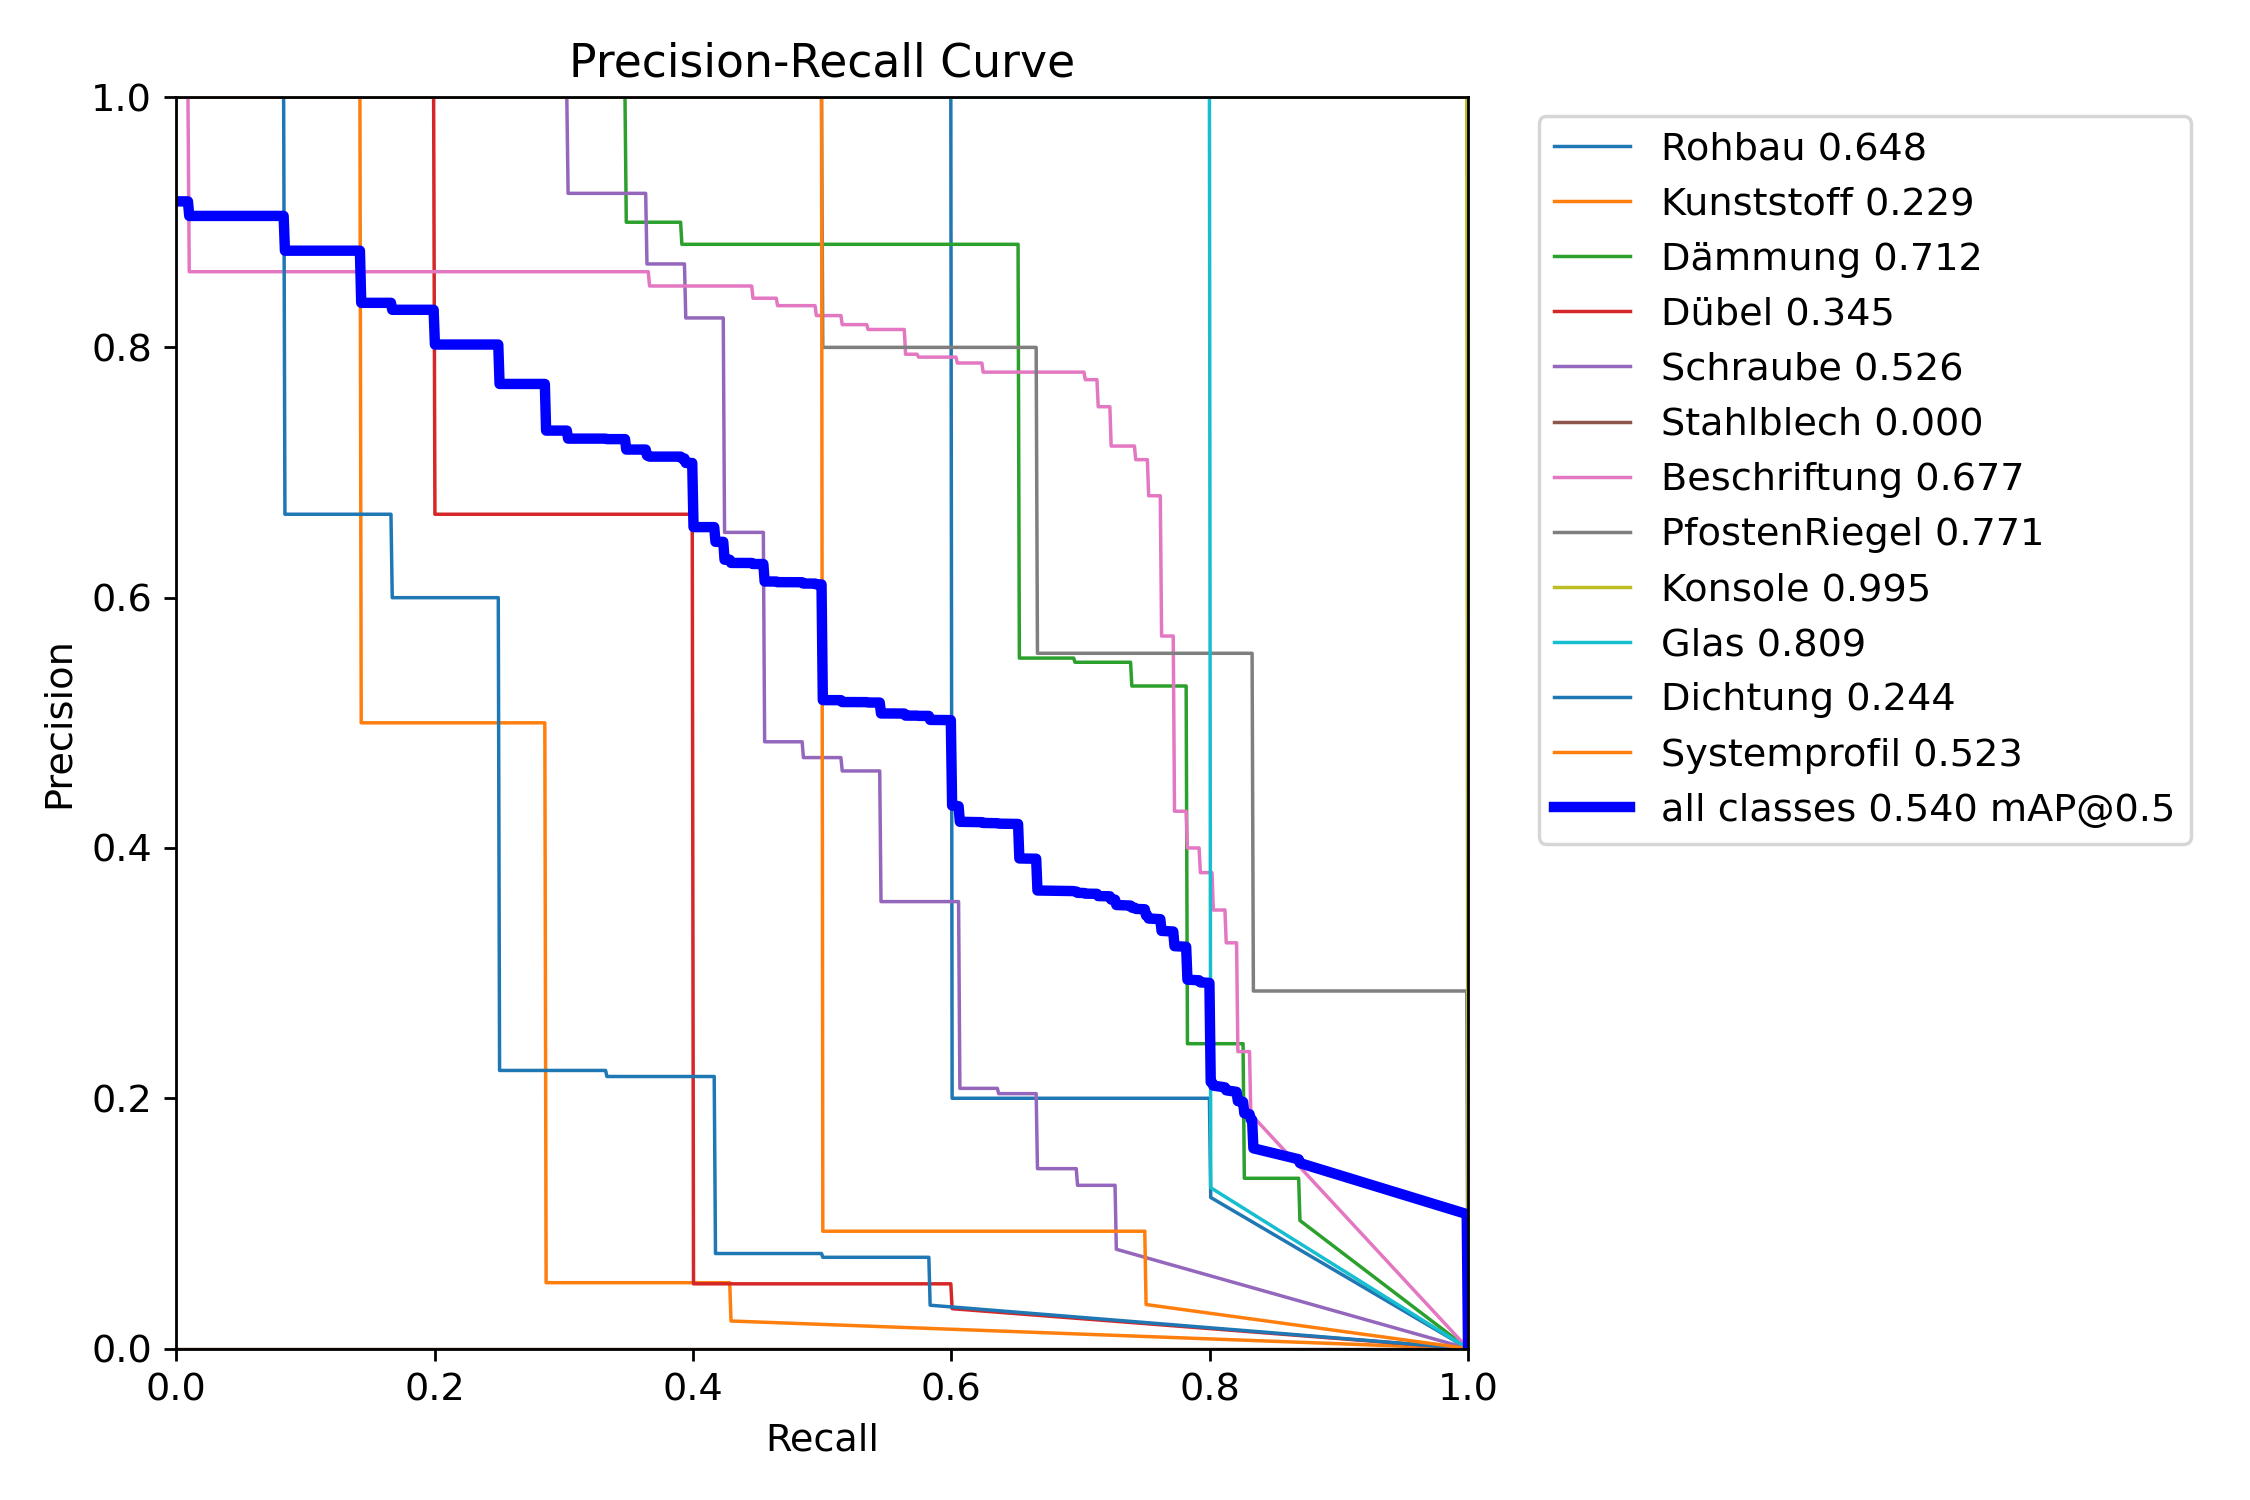 Precision-Recall Curve
1.0
0.8
0.6
0.4
0.2
0.0
Precision
0.0 0.2 0.4 0.6 0.8 1.0
Recall
Rohbau 0.648
Kunststoff 0.229
Dämmung 0.712
Dübel 0.345
Schraube 0.526
Stahlblech 0.000
Beschriftung 0.677
PfostenRiegel 0.771
Konsole 0.995
Glas 0.809
Dichtung 0.244
Systemprofil 0.523
all classes 0.540 mAP@0.5